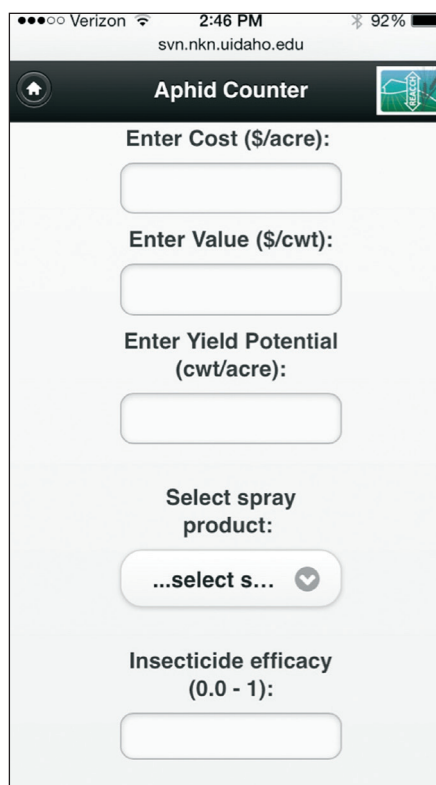 Verizon 2:46 PM 92%
svn.nkn.uidaho.edu
Aphid Counter
REACCH
Enter Cost ($/acre):
Enter Value ($/cwt):
Enter Yield Potential
(cwt/acre):
Select spray
product:
...select s...
Insecticide efficacy
(0.0 - 1):